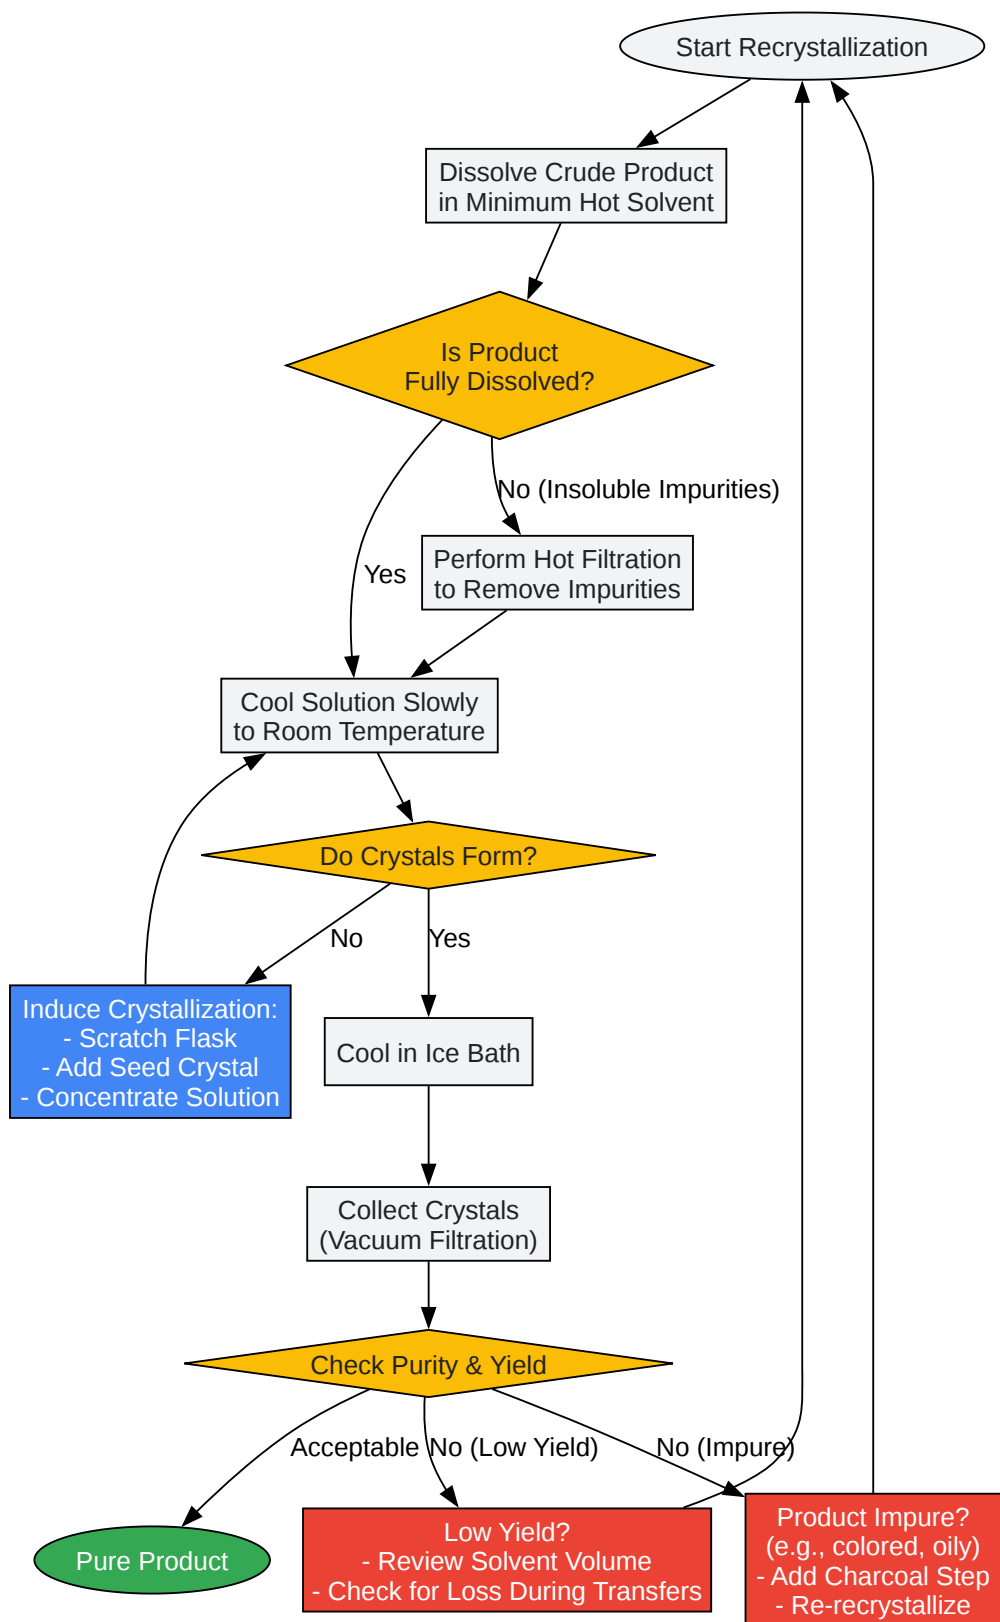 Start Recrystallization
Dissolve Crude Product
in Minimum Hot Solvent
Is Product
Fully Dissolved?
No (Insoluble Impurities)
Perform Hot Filtration
to Remove Impurities
Yes
Cool Solution Slowly
to Room Temperature
Do Crystals Form?
No
Yes
Induce Crystallization:
- Scratch Flask
- Add Seed Crystal
- Concentrate Solution
Cool in Ice Bath
Collect Crystals
(Vacuum Filtration)
Check Purity & Yield
Acceptable
No (Low Yield)
No (Impure)
Pure Product
Low Yield?
- Review Solvent Volume
- Check for Loss During Transfers
Product Impure?
(e.g., colored, oily)
- Add Charcoal Step
- Re-recrystallize